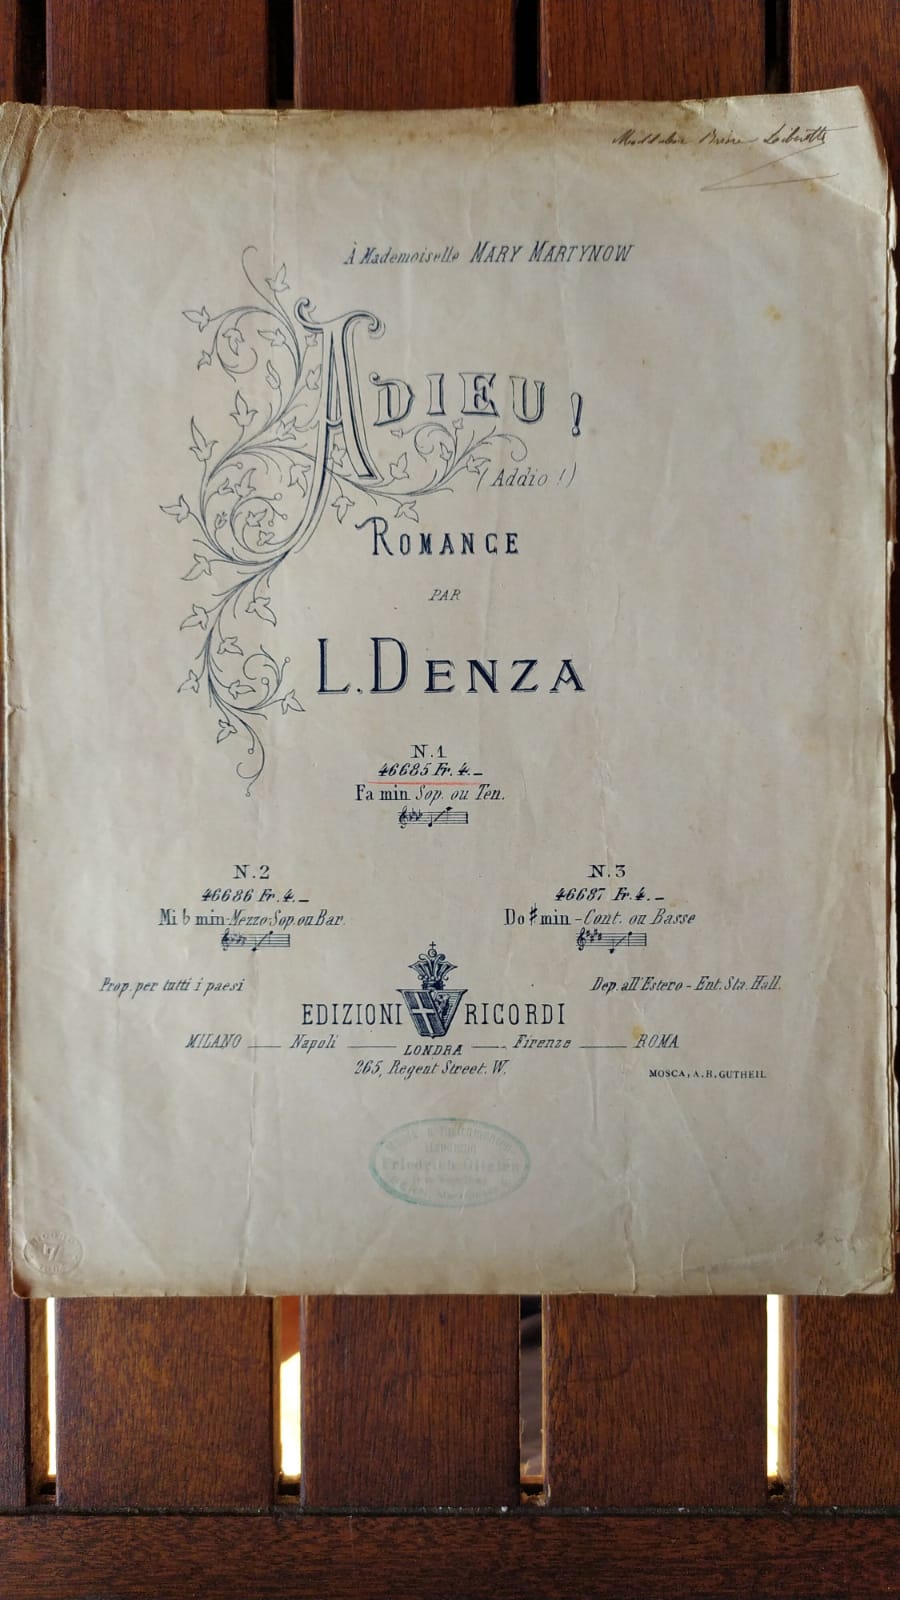 À Mademoiselle MARY MARTYNOW
ADIEU!
(Addio!)
ROMANCE
PAR
L. DENZA
N.1
46685 Fr. 4._
Fa min Sop. ou Ten.
N.2
46686 Fr. 4._
Mi b min-Mezzo-Sop. ou Bar.
N.3
46687 Fr. 4._
Do # min - Cont. ou Basse
Prop. per tutti i paesi
Dep. all'Estero - Ent. Sta. Hall.
EDIZIONI RICORDI
MILANO — Napoli — LONDRA — Firenze — ROMA
265, Regent Street. W.
MOSCA, A. B. GUTHEIL
Friedrich